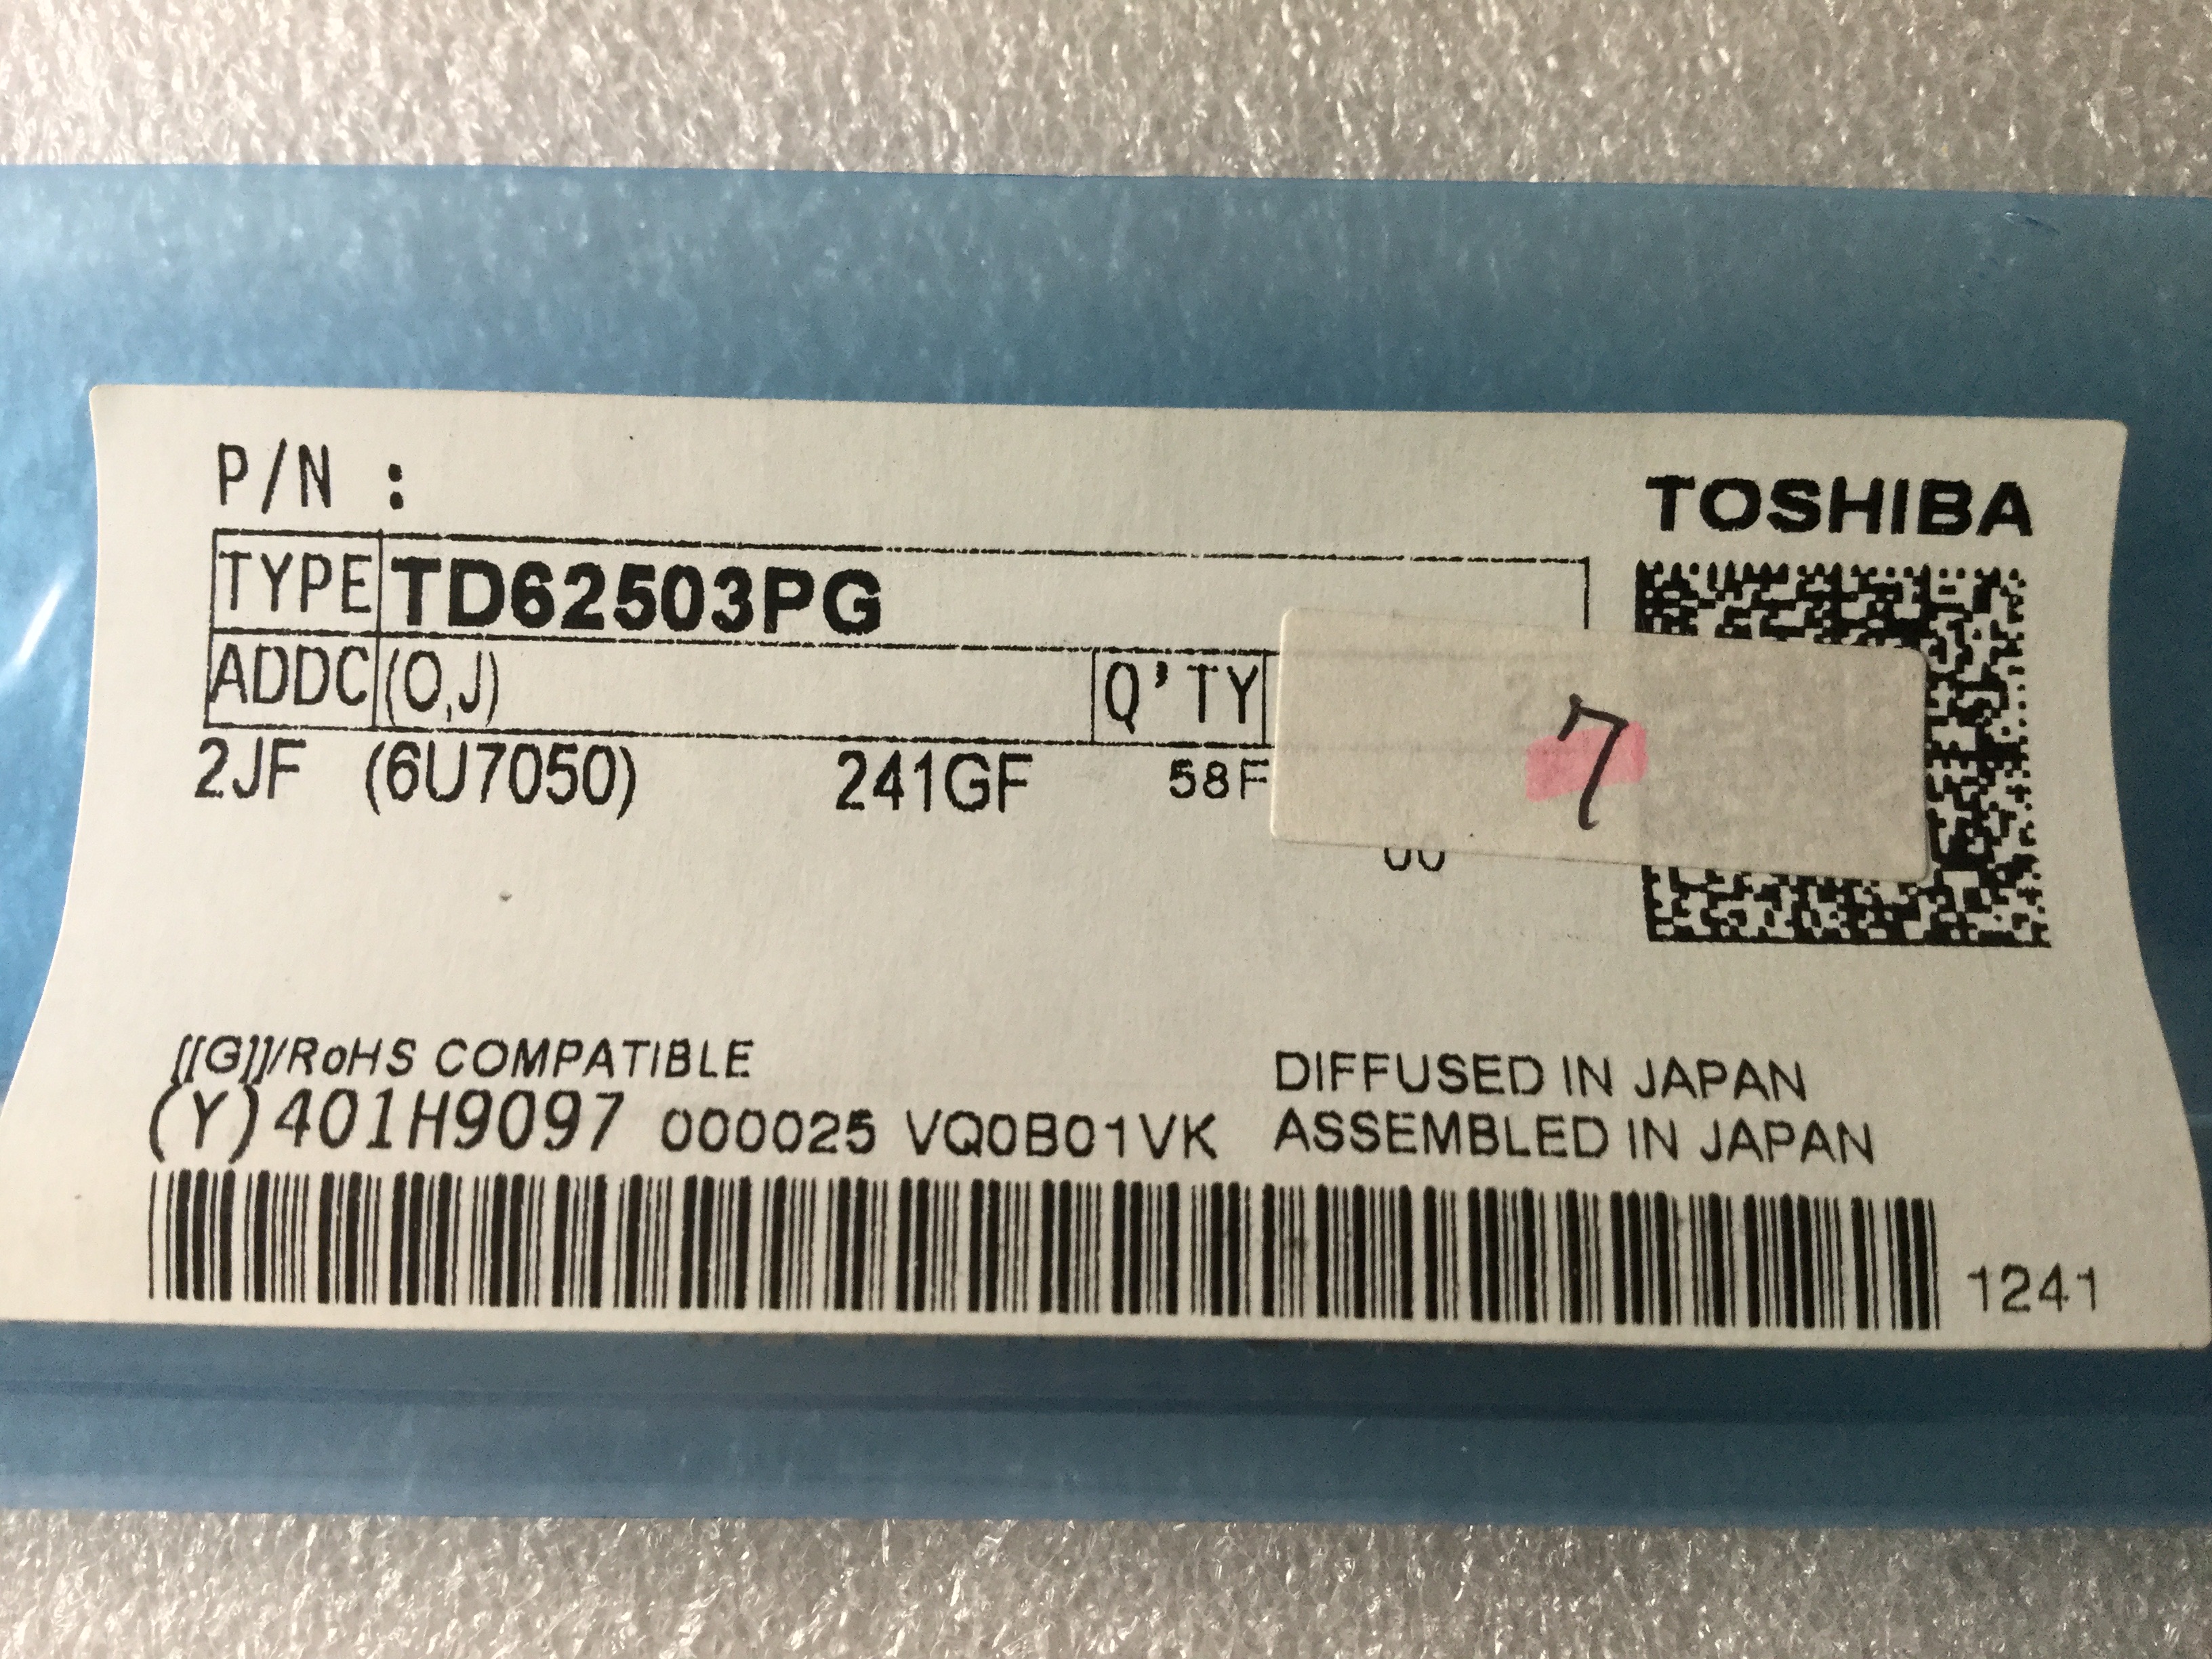 P/N :
TOSHIBA
TYPE TD62503PG
ADDC (O,J) Q'TY
7
2JF (6U7050) 241GF 58F
[[G]]/RoHS COMPATIBLE
DIFFUSED IN JAPAN
(Y)401H9097 000025 VQ0B01VK
ASSEMBLED IN JAPAN
1241